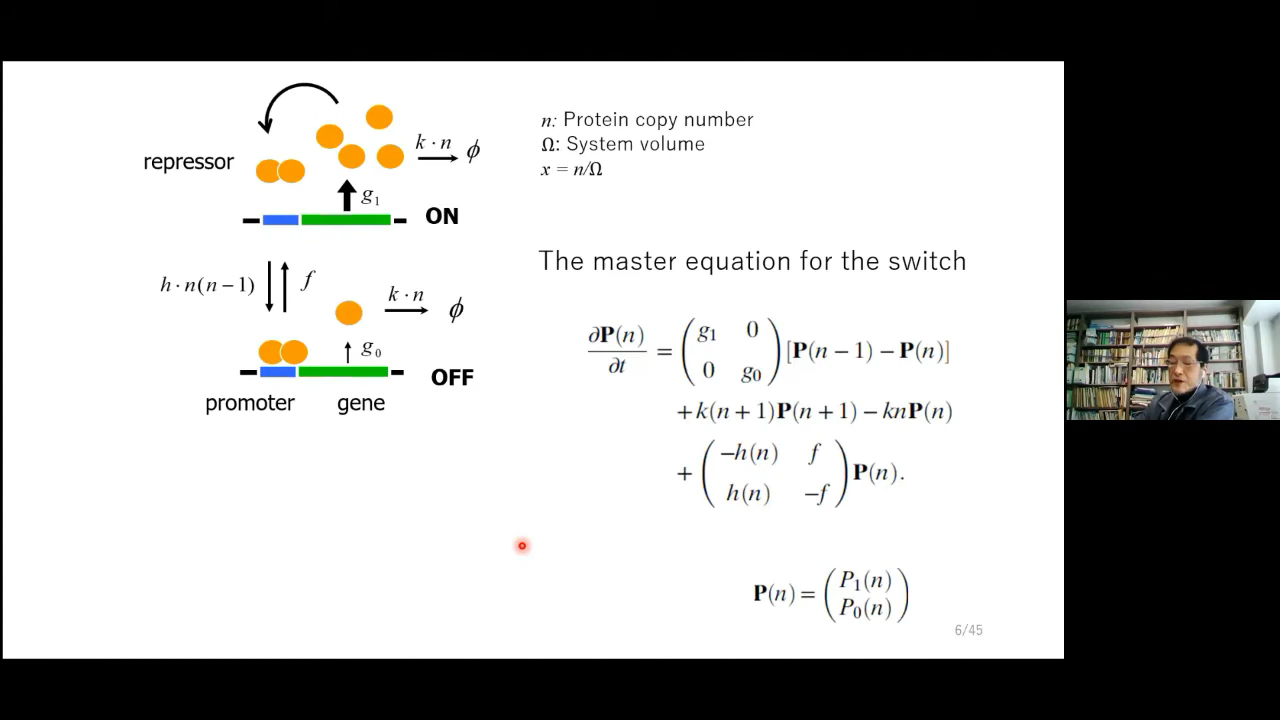 repressor
k · n
ϕ
g₁
ON
h · n(n − 1)
f
k · n
ϕ
g₀
OFF
promoter
gene
n: Protein copy number
Ω: System volume
x = n/Ω
The master equation for the switch
∂P(n)/∂t = (g₁ 0; 0 g₀) [P(n − 1) − P(n)]
+ k(n + 1)P(n + 1) − knP(n)
+ (−h(n) f; h(n) −f) P(n).
P(n) = (P₁(n); P₀(n))
6/45